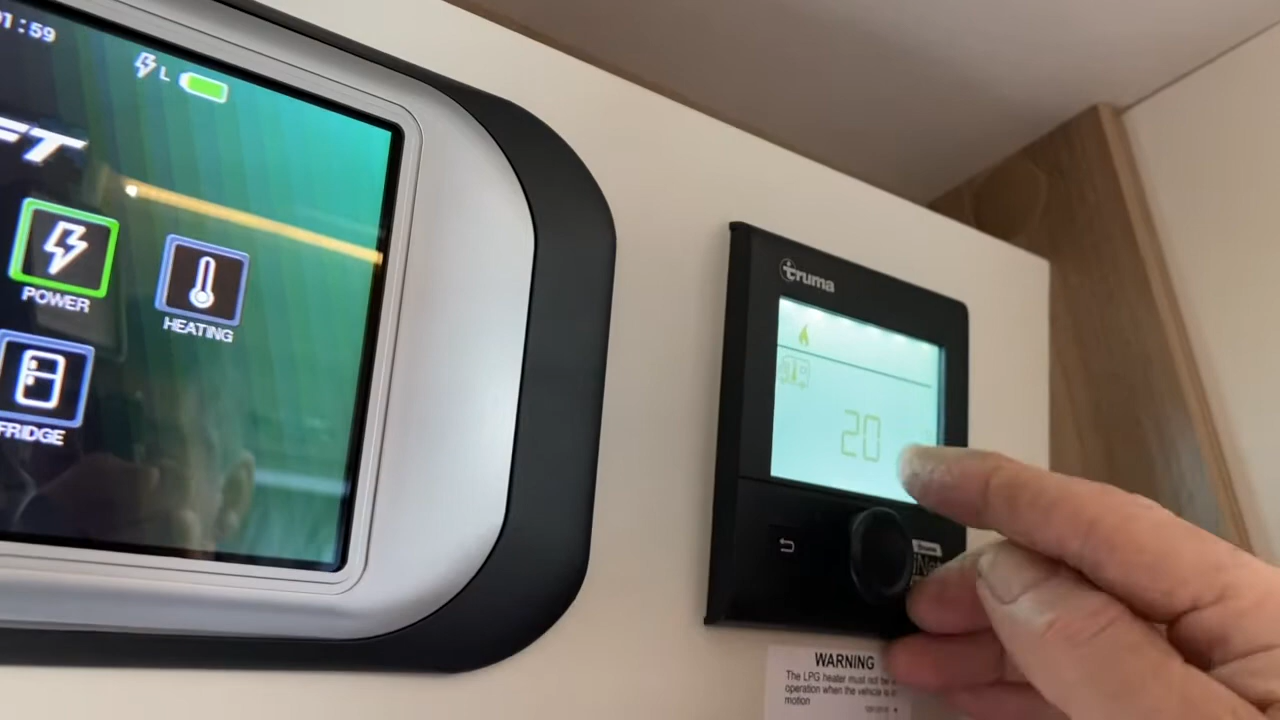 :59
L
FT
POWER
HEATING
FRIDGE
truma
20
iNet
WARNING
The LPG heater must not be
operation when the vehicle is
motion